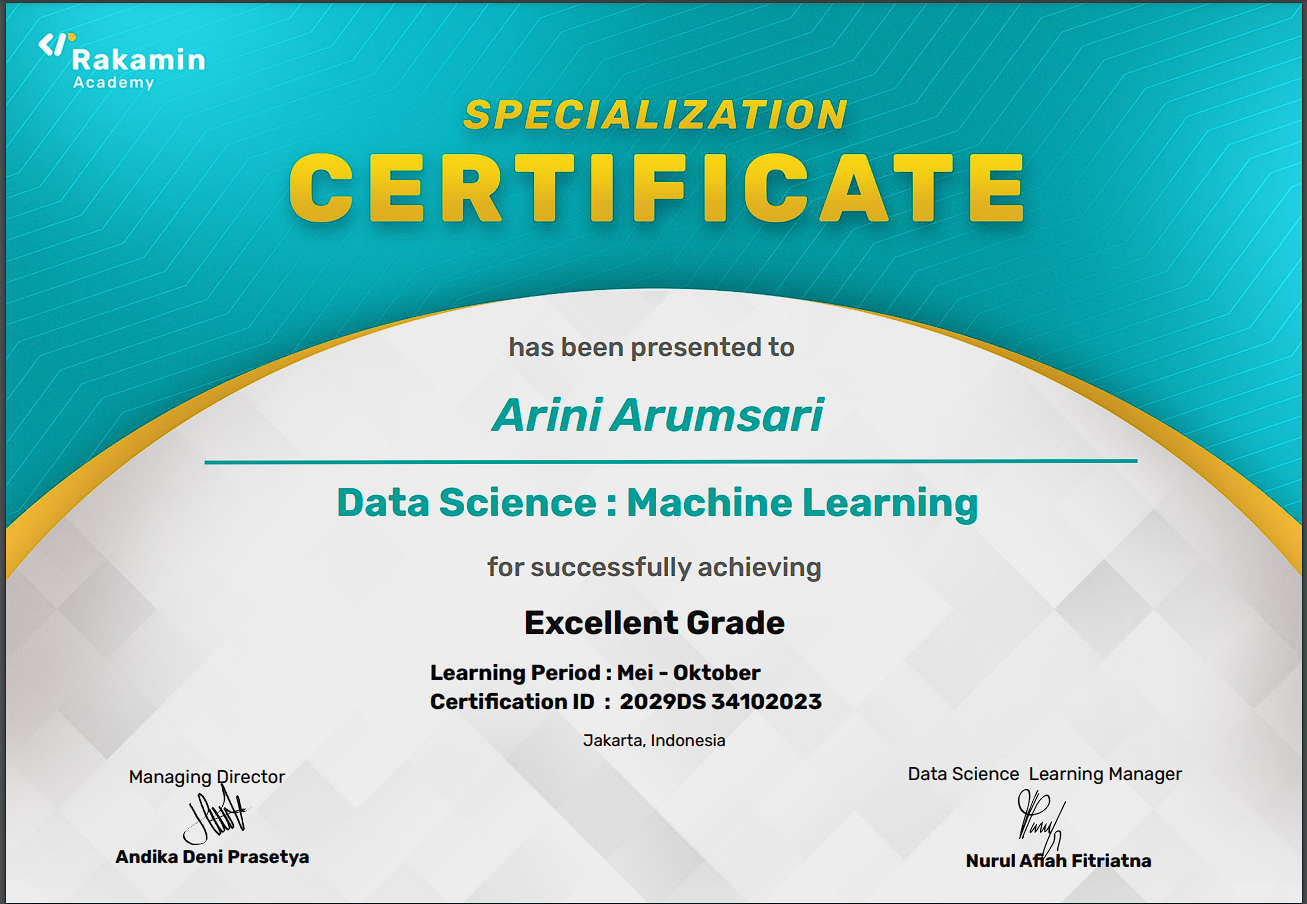 Rakamin
Academy
SPECIALIZATION
CERTIFICATE
has been presented to
Arini Arumsari
Data Science : Machine Learning
for successfully achieving
Excellent Grade
Learning Period : Mei - Oktober
Certification ID : 2029DS 34102023
Jakarta, Indonesia
Managing Director
Andika Deni Prasetya
Data Science Learning Manager
Nurul Afiah Fitriatna